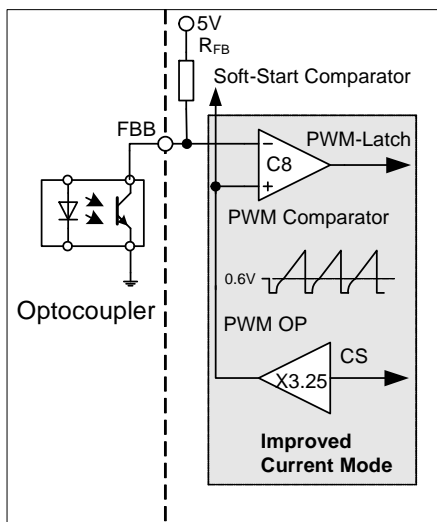 5V
RFB
Soft-Start Comparator
FBB
PWM-Latch
−
C8
+
PWM Comparator
0.6V
Optocoupler
PWM OP
CS
X3.25
Improved
Current Mode